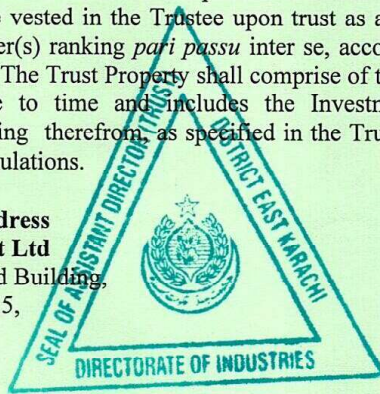 e vested in the Trustee upon trust as a
er(s) ranking pari passu inter se, acco
The Trust Property shall comprise of t
e to time and includes the Investm
ing therefrom, as specified in the Tru
ulations.
dress
t Ltd
d Building,
5,
SEAL OF ASSISTANT DIRECTOR (TRUST)
DISTRICT EAST KARACHI
DIRECTORATE OF INDUSTRIES